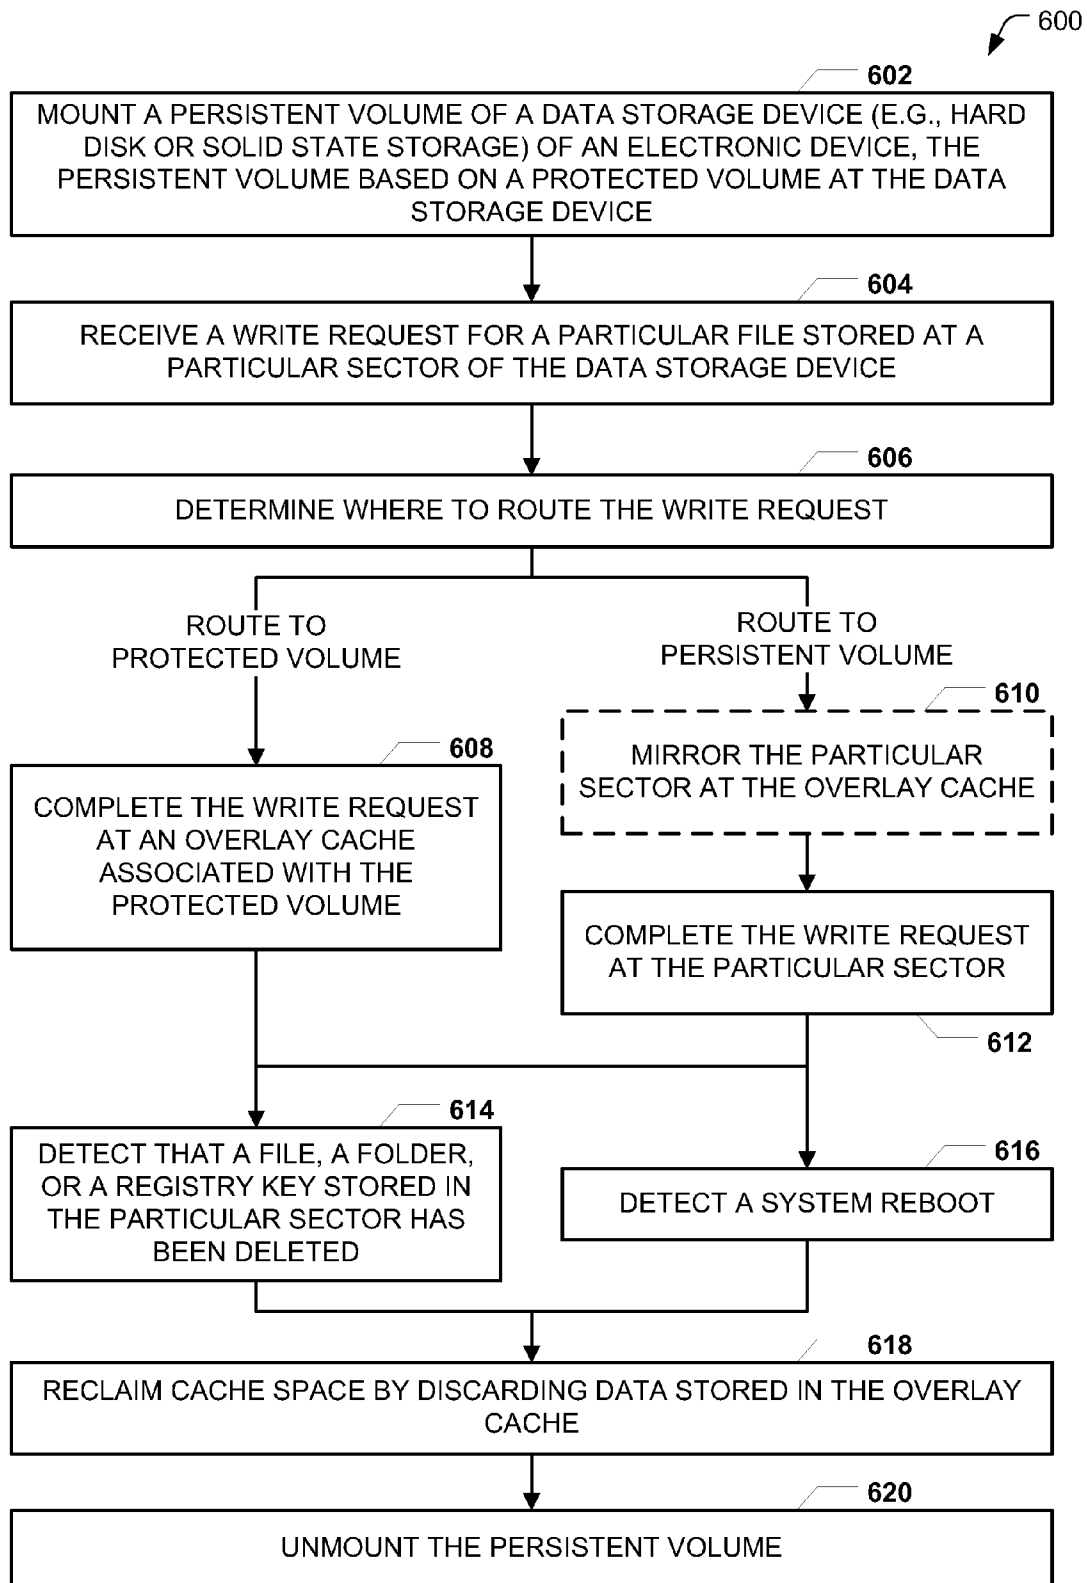 600
602
MOUNT A PERSISTENT VOLUME OF A DATA STORAGE DEVICE (E.G., HARD
DISK OR SOLID STATE STORAGE) OF AN ELECTRONIC DEVICE, THE
PERSISTENT VOLUME BASED ON A PROTECTED VOLUME AT THE DATA
STORAGE DEVICE
604
RECEIVE A WRITE REQUEST FOR A PARTICULAR FILE STORED AT A
PARTICULAR SECTOR OF THE DATA STORAGE DEVICE
606
DETERMINE WHERE TO ROUTE THE WRITE REQUEST
ROUTE TO
PROTECTED VOLUME
ROUTE TO
PERSISTENT VOLUME
608
COMPLETE THE WRITE REQUEST
AT AN OVERLAY CACHE
ASSOCIATED WITH THE
PROTECTED VOLUME
610
MIRROR THE PARTICULAR
SECTOR AT THE OVERLAY CACHE
COMPLETE THE WRITE REQUEST
AT THE PARTICULAR SECTOR
612
614
DETECT THAT A FILE, A FOLDER,
OR A REGISTRY KEY STORED IN
THE PARTICULAR SECTOR HAS
BEEN DELETED
616
DETECT A SYSTEM REBOOT
618
RECLAIM CACHE SPACE BY DISCARDING DATA STORED IN THE OVERLAY
CACHE
620
UNMOUNT THE PERSISTENT VOLUME